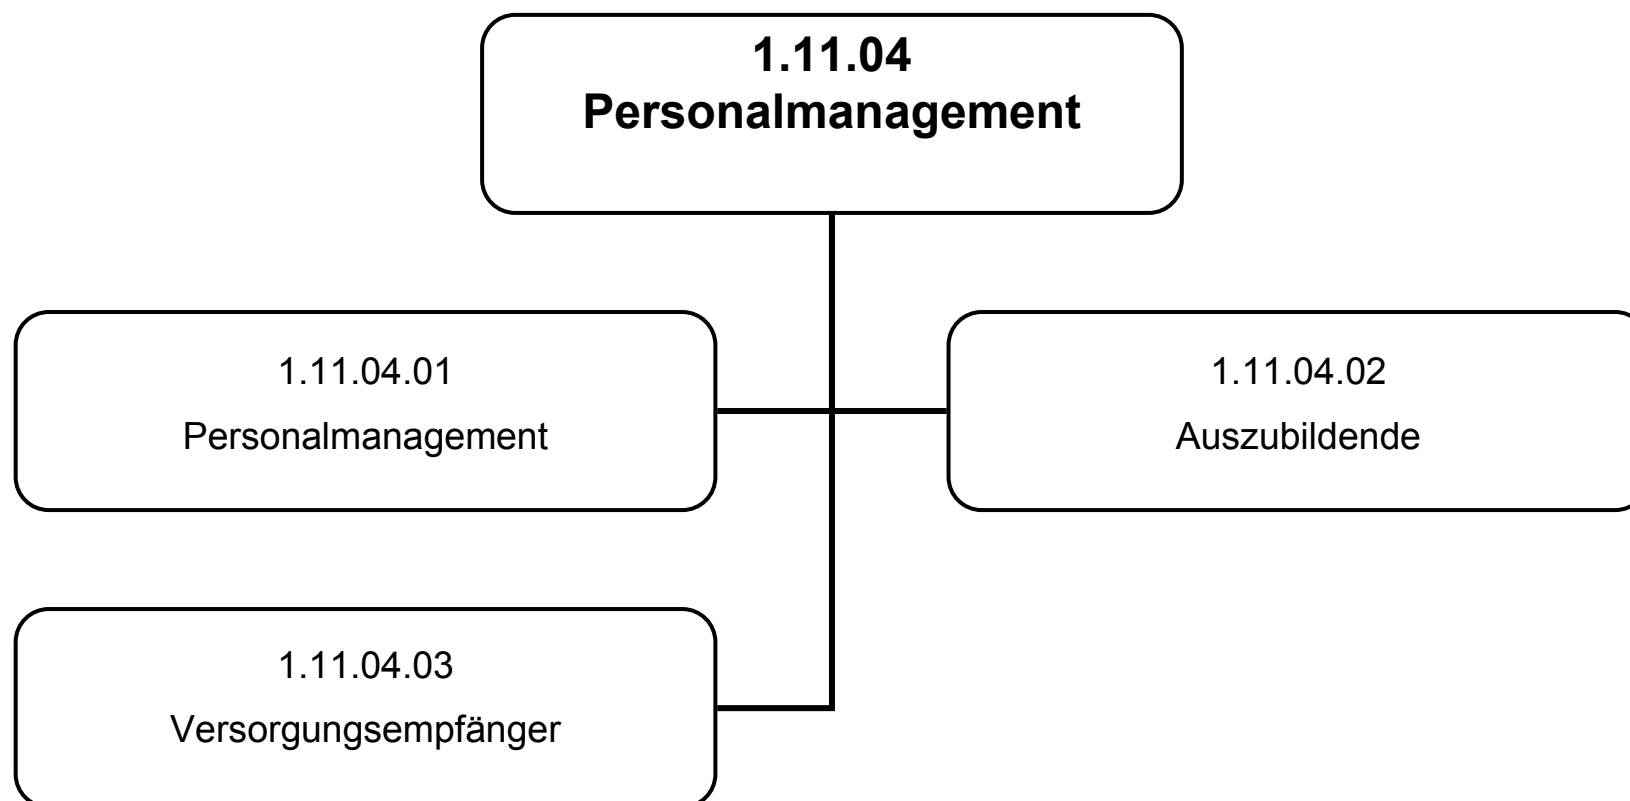 1.11.04
Personalmanagement
1.11.04.01
Personalmanagement
1.11.04.02
Auszubildende
1.11.04.03
Versorgungsempfänger